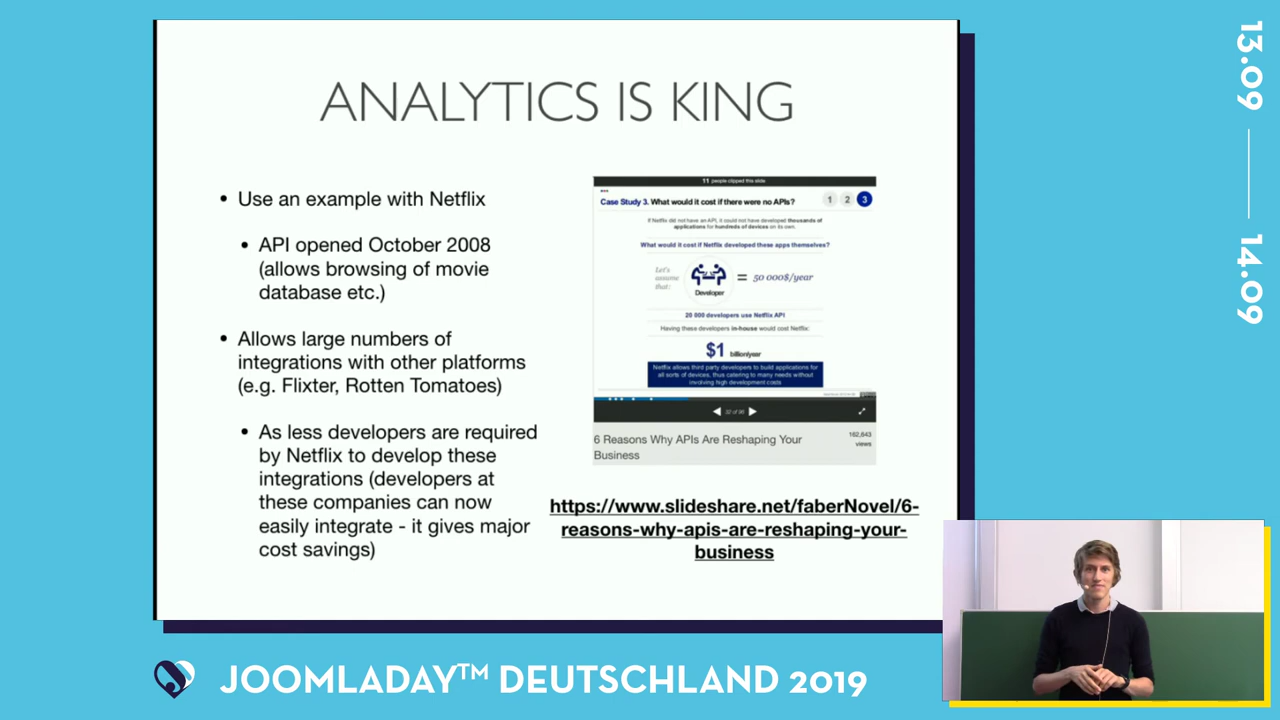 ANALYTICS IS KING
• Use an example with Netflix
• API opened October 2008
(allows browsing of movie
database etc.)
• Allows large numbers of
integrations with other platforms
(e.g. Flixter, Rotten Tomatoes)
• As less developers are required
by Netflix to develop these
integrations (developers at
these companies can now
easily integrate - it gives major
cost savings)
11 people clipped this slide
Case Study 3. What would it cost if there were no APIs?
1 2 3
If Netflix did not have an API, it could not have developed thousands of
applications for hundreds of devices on its own.
What would it cost if Netflix developed these apps themselves?
Let's
assume
that:
Developer
= 50 000$/year
20 000 developers use Netflix API
Having these developers in-house would cost Netflix:
$1 billion/year
Netflix allows third party developers to build applications for
all sorts of devices, thus catering to many needs without
involving high development costs
32 of 96
6 Reasons Why APIs Are Reshaping Your
Business
162,643
views
https://www.slideshare.net/faberNovel/6-
reasons-why-apis-are-reshaping-your-
business
13.09
14.09
JOOMLADAY™ DEUTSCHLAND 2019